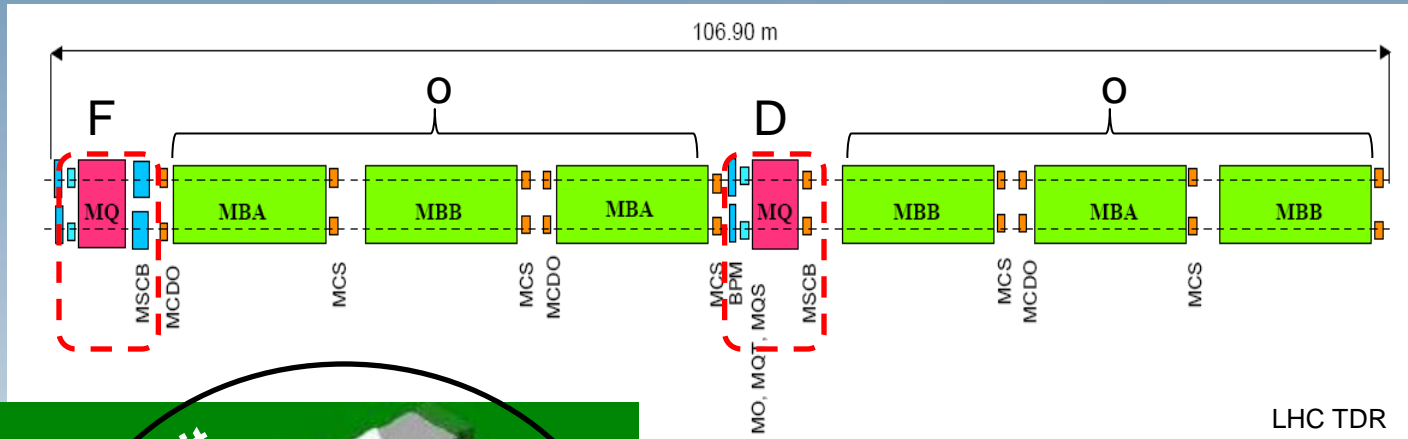 106.90 m
F
O
D
O
MQ
MBA
MBB
MBA
MQ
MBB
MBA
MBB
MSCB
MCDO
MCS
MCS
MCDO
MCS
BPM
MO, MQT, MQS
MSCB
MCS
MCDO
MCS
LHC TDR